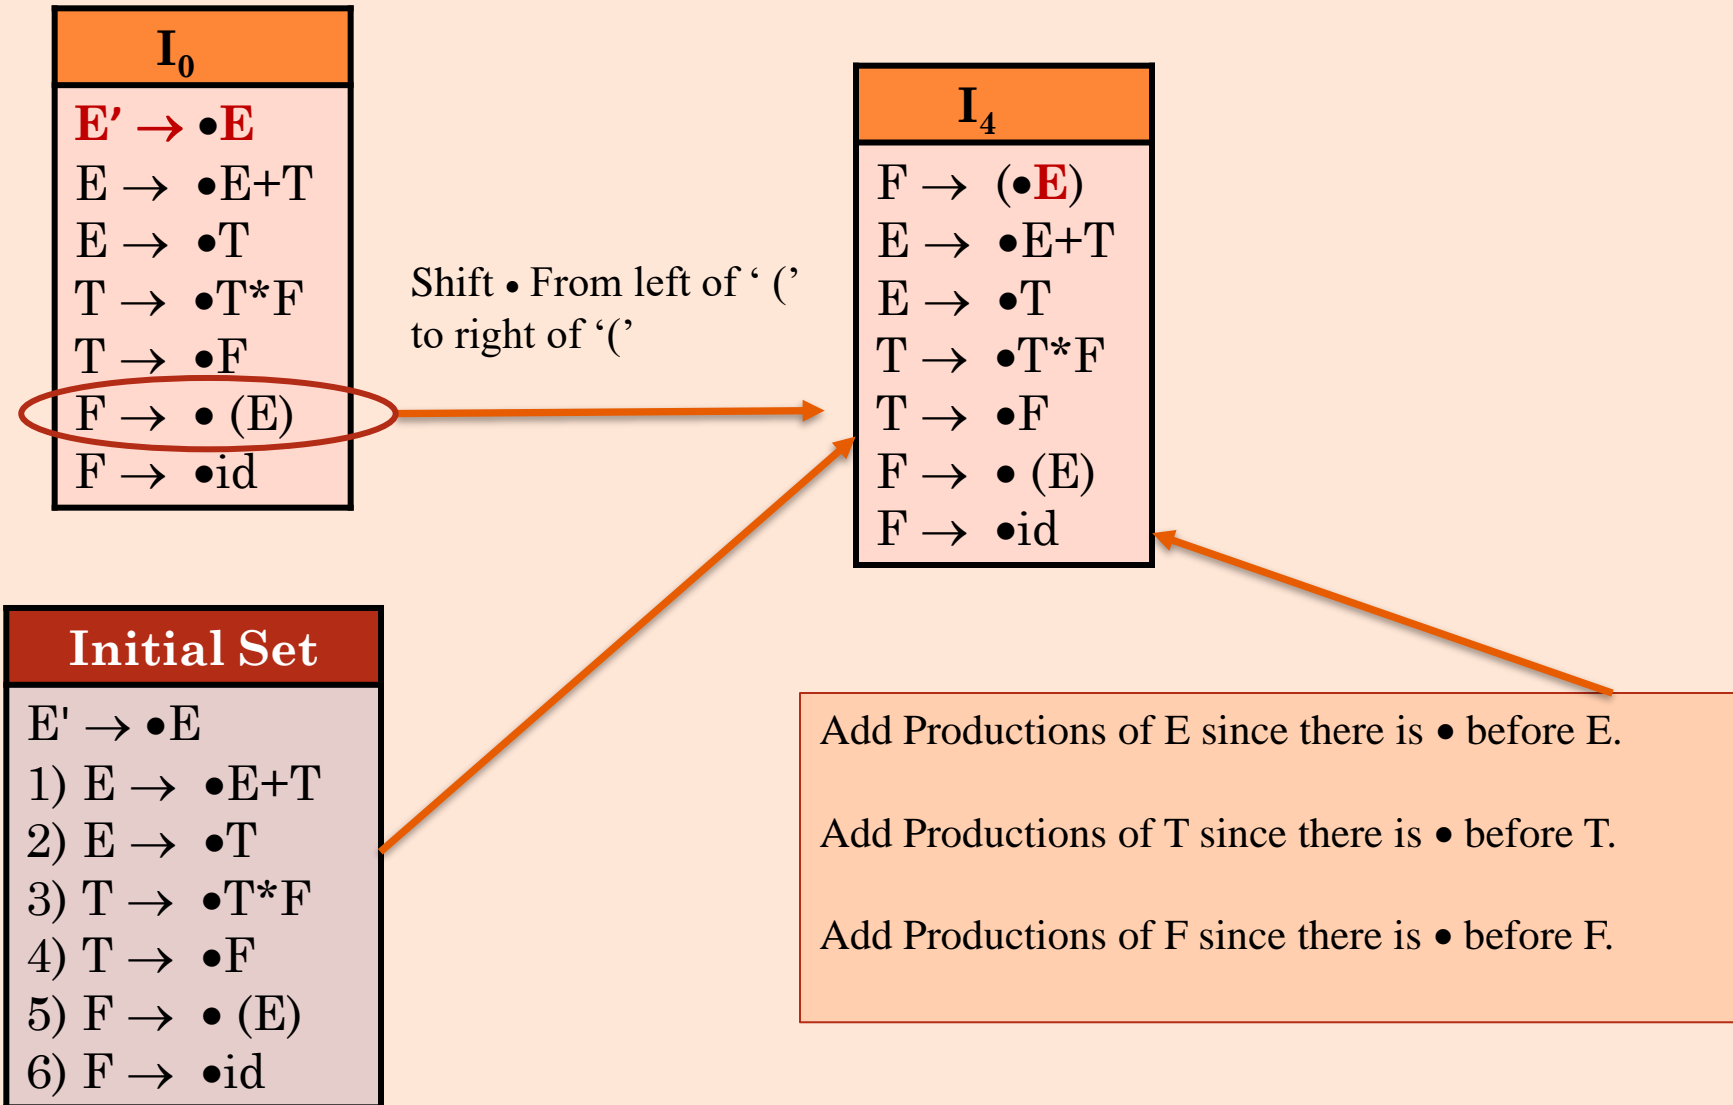 I₀
E’ → •E
E → •E+T
E → •T
T → •T*F
T → •F
F → • (E)
F → •id
Shift • From left of ‘ (’
to right of ‘(’
I₄
F → (•E)
E → •E+T
E → •T
T → •T*F
T → •F
F → • (E)
F → •id
Initial Set
E' → •E
1) E → •E+T
2) E → •T
3) T → •T*F
4) T → •F
5) F → • (E)
6) F → •id
Add Productions of E since there is • before E.
Add Productions of T since there is • before T.
Add Productions of F since there is • before F.